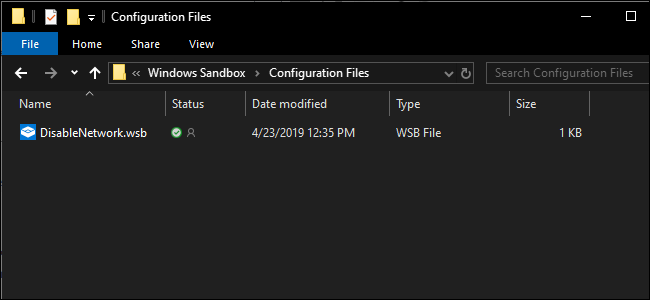 Configuration Files
File Home Share View
« Windows Sandbox > Configuration Files Search Configuration Files
Name Status Date modified Type Size
DisableNetwork.wsb 4/23/2019 12:35 PM WSB File 1 KB